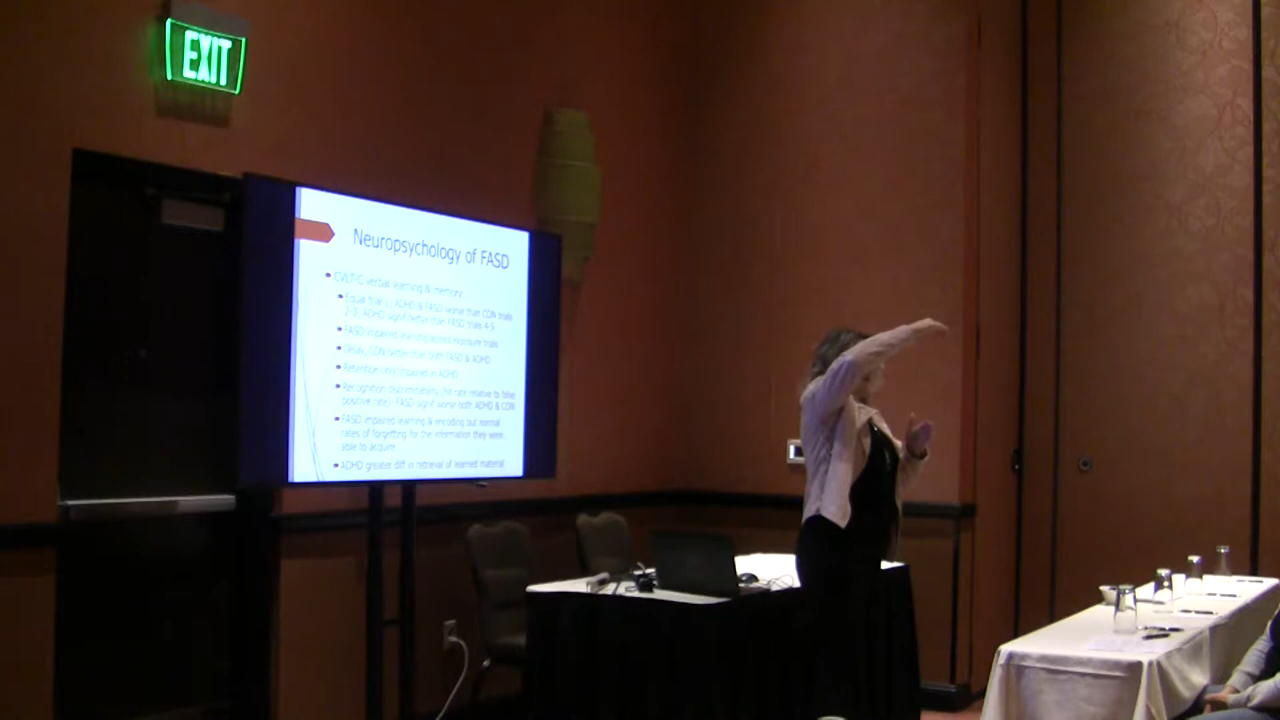 EXIT
Neuropsychology of FASD
CVLT-C verbal learning & memory:
Equal trial 1; ADHD & FASD worse than CON trials
2-3; ADHD signif better than FASD trials 4-5
FASD impaired learning across exposure trials
Delay, CON better than both FASD & ADHD
Retention only impaired in ADHD
Recognition discriminability (hit rate relative to false
positive rate)- FASD signif worse both ADHD & CON
FASD impaired learning & encoding but normal
rates of forgetting for the information they were
able to acquire
ADHD greater diff in retrieval of learned material